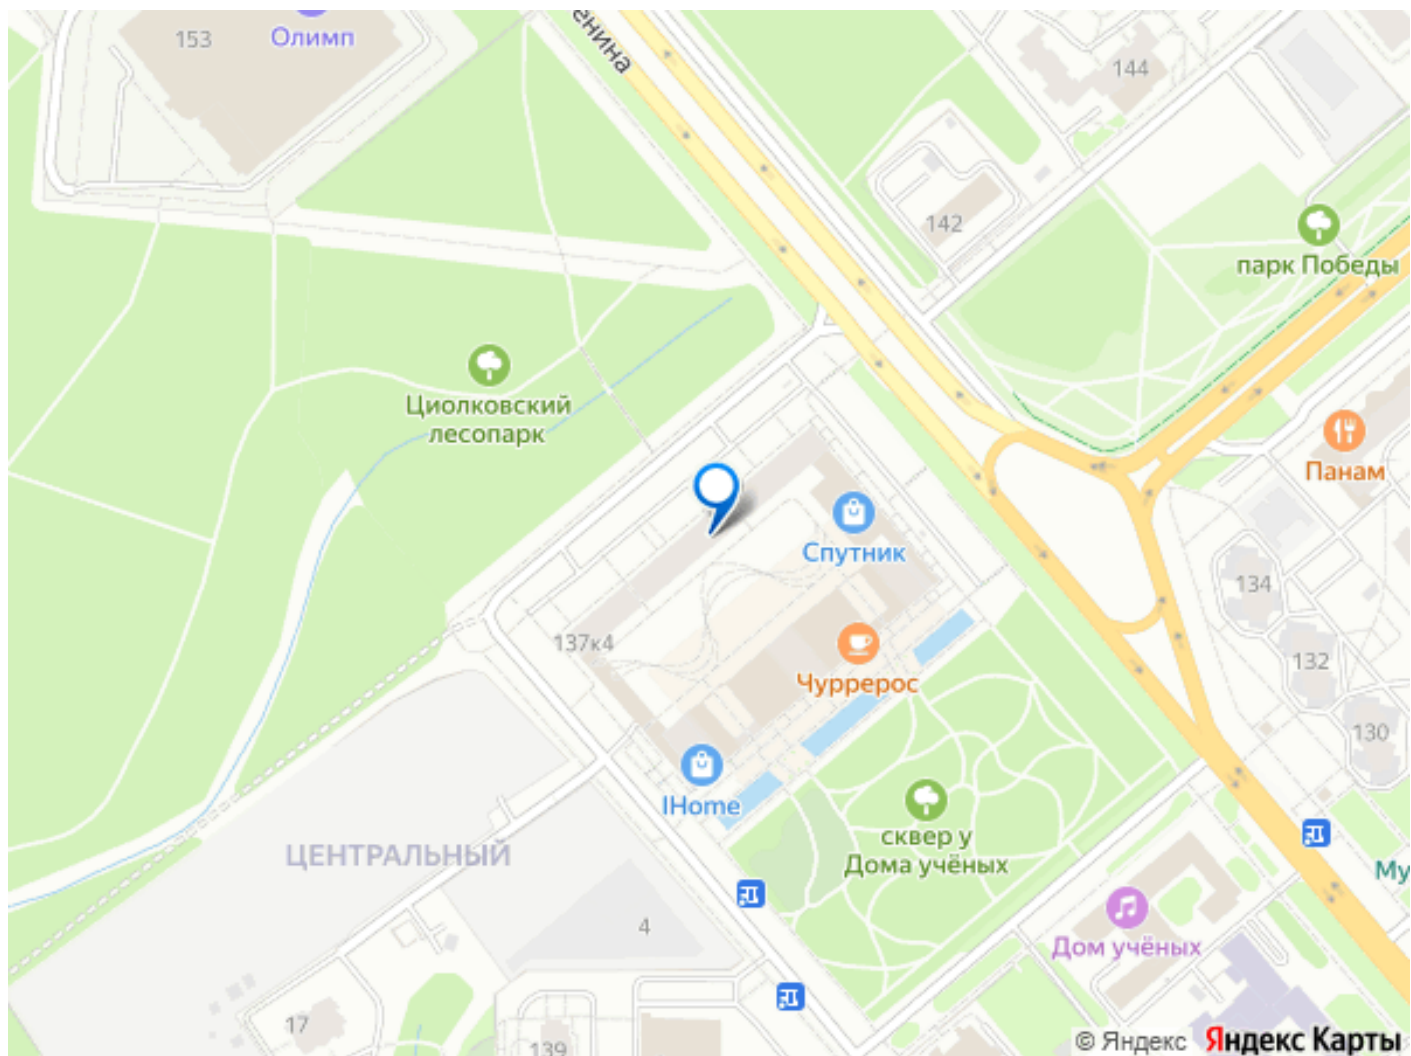 153
Олимп
енина
144
142
парк Победы
Циолковский
лесопарк
Панам
Спутник
134
137к4
132
Чуррерос
130
IHome
сквер у
Дома учёных
ЦЕНТРАЛЬНЫЙ
Му
4
Дом учёных
17
139
© Яндекс Яндекс Карты